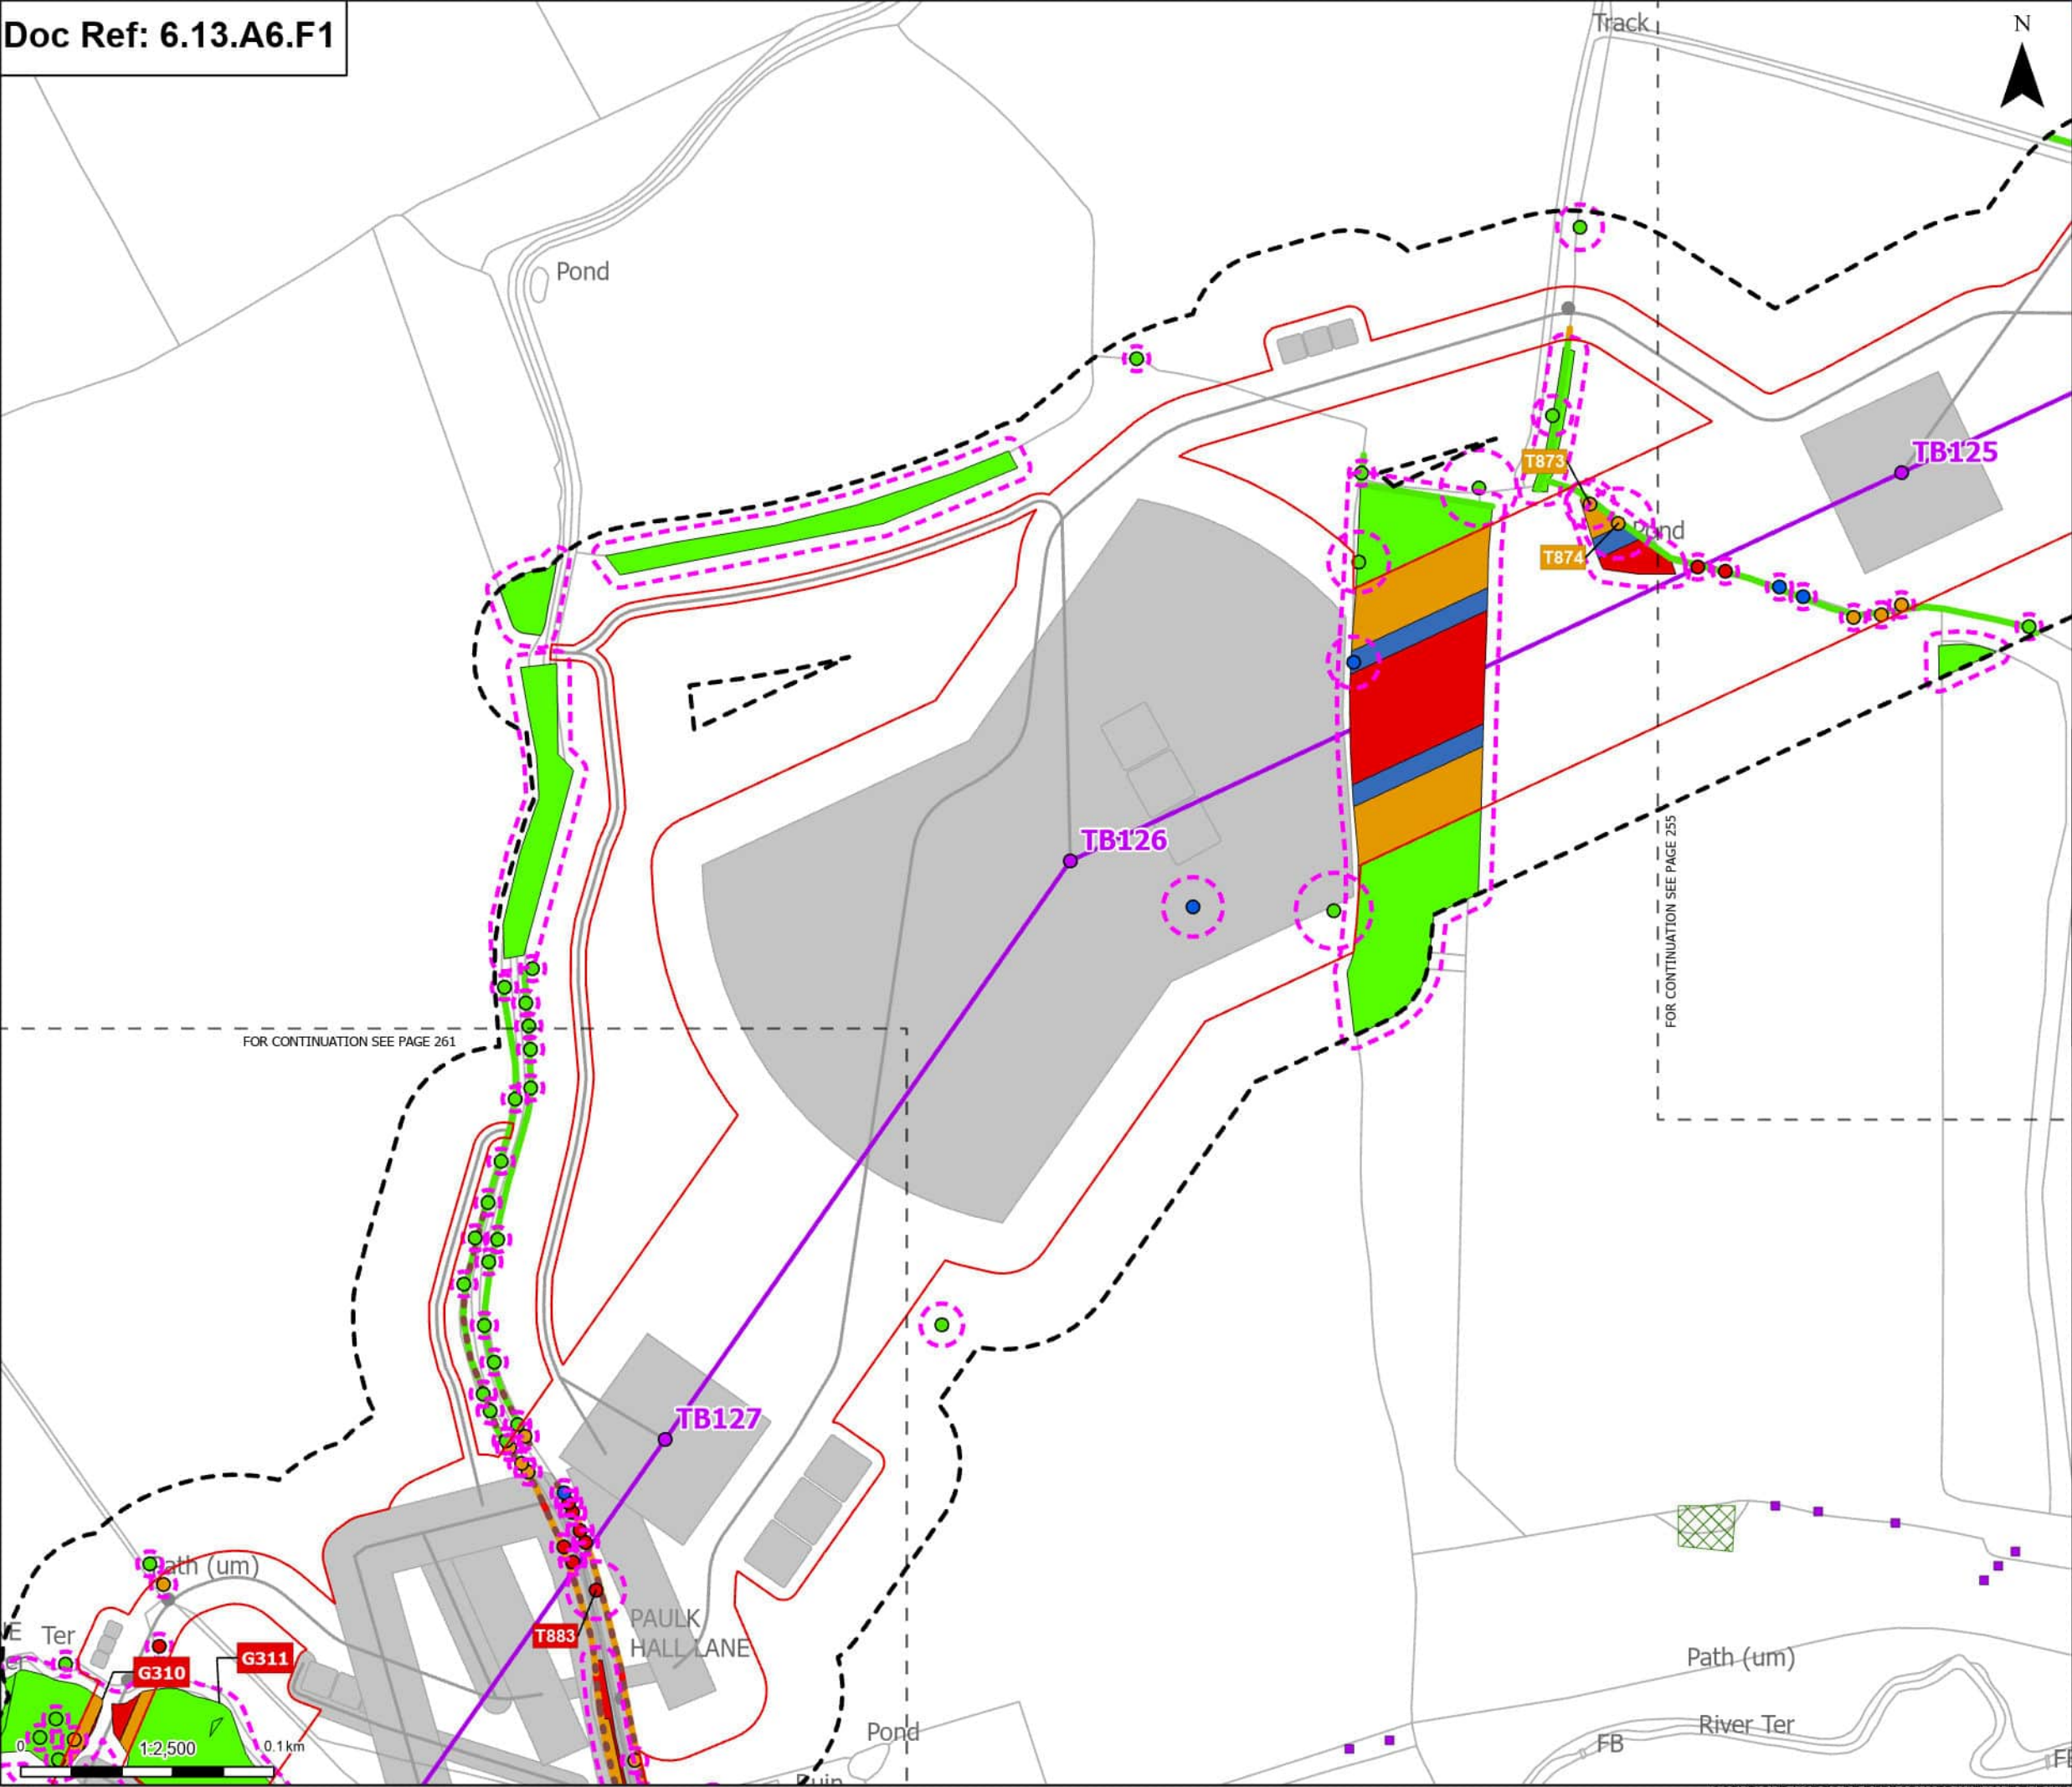 Doc Ref: 6.13.A6.F1
Track
N
Pond
TB125
T873
Pond
T874
TB126
FOR CONTINUATION SEE PAGE 255
FOR CONTINUATION SEE PAGE 261
TB127
Path (um)
PAULK
HALL LANE
T883
Ter
G310
G311
Path (um)
River Ter
FB
Pond
0
1:2,500
0.1 km